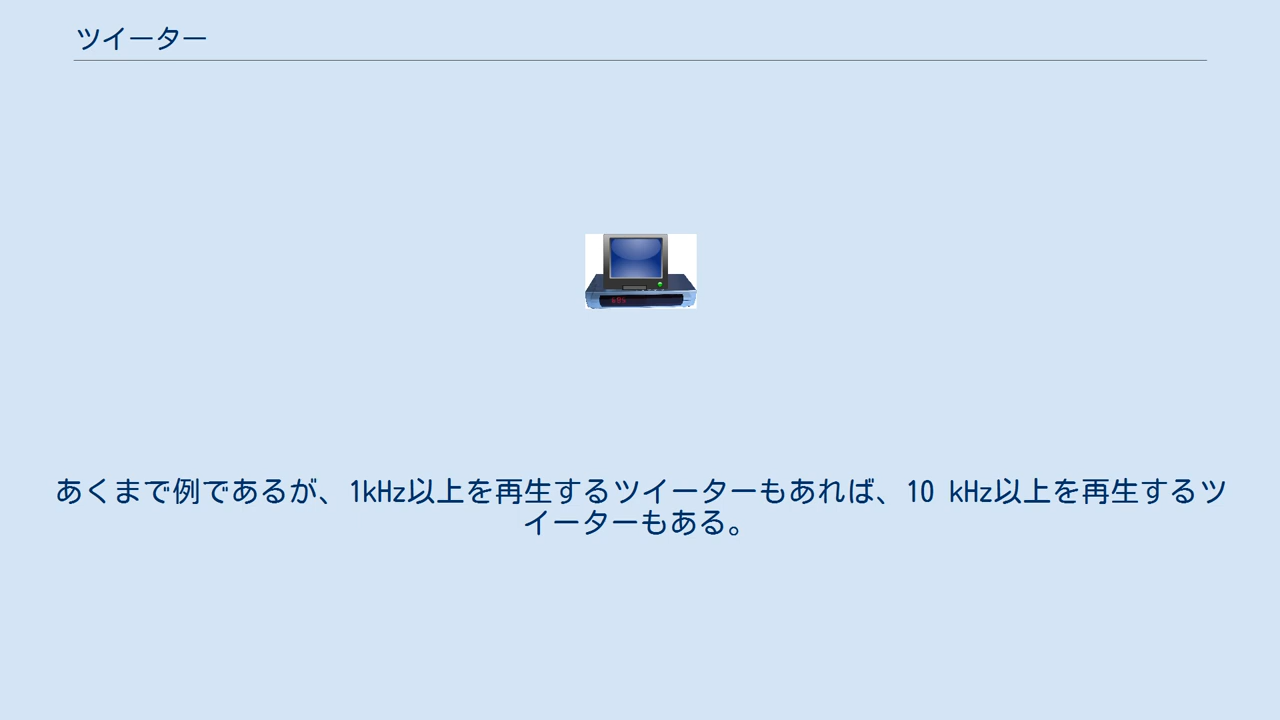 ツイーター
あくまで例であるが、1kHz以上を再生するツイーターもあれば、10 kHz以上を再生するツ
イーターもある。